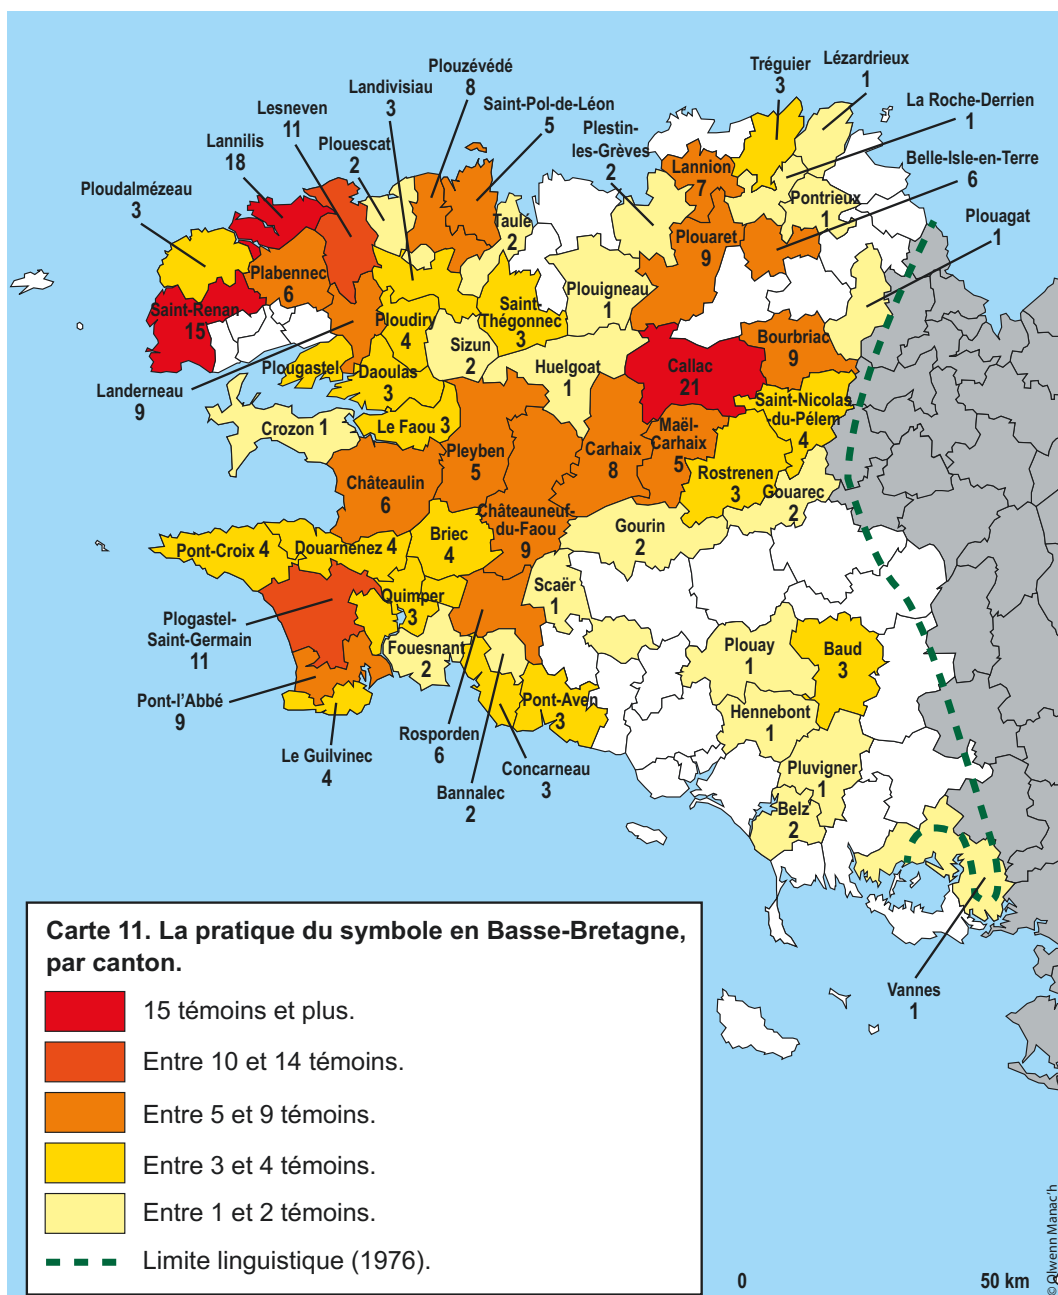 Plouzévédé
8
Landivisiau
3
Lesneven
11
Saint-Pol-de-Léon
5
Lannilis
18
Plouescat
2
Ploudalmézeau
3
Tréguier
3
Lézardrieux
1
La Roche-Derrien
1
Plestin-
les-Grèves
2
Belle-Isle-en-Terre
6
Lannion
7
Pontrieux
1
Plouagat
1
Taulé
2
Plouaret
9
Plabennec
6
Plouigneau
1
Saint-Renan
15
Saint-
Thégonnec
3
Ploudiry
4
Sizun
2
Bourbriac
9
Plougastel
Daoulas
3
Huelgoat
1
Callac
21
Landerneau
9
Saint-Nicolas
-du-Pélem
4
Crozon 1
Le Faou 3
Pleyben
5
Carhaix
8
Maël-
Carhaix
5
Rostrenen
3
Gouarec
2
Châteaulin
6
Châteauneuf-
du-Faou
9
Gourin
2
Briec
4
Pont-Croix 4
Douarnenez 4
Scaër
1
Quimper
3
Plogastel-
Saint-Germain
11
Fouesnant
2
Plouay
1
Baud
3
Pont-l’Abbé
9
Pont-Aven
3
Hennebont
1
Rosporden
6
Le Guilvinec
4
Concarneau
3
Bannalec
2
Pluvigner
1
Belz
2
Vannes
1
Carte 11. La pratique du symbole en Basse-Bretagne,
par canton.
15 témoins et plus.
Entre 10 et 14 témoins.
Entre 5 et 9 témoins.
Entre 3 et 4 témoins.
Entre 1 et 2 témoins.
Limite linguistique (1976).
0 50 km
© Olwenn Manac'h